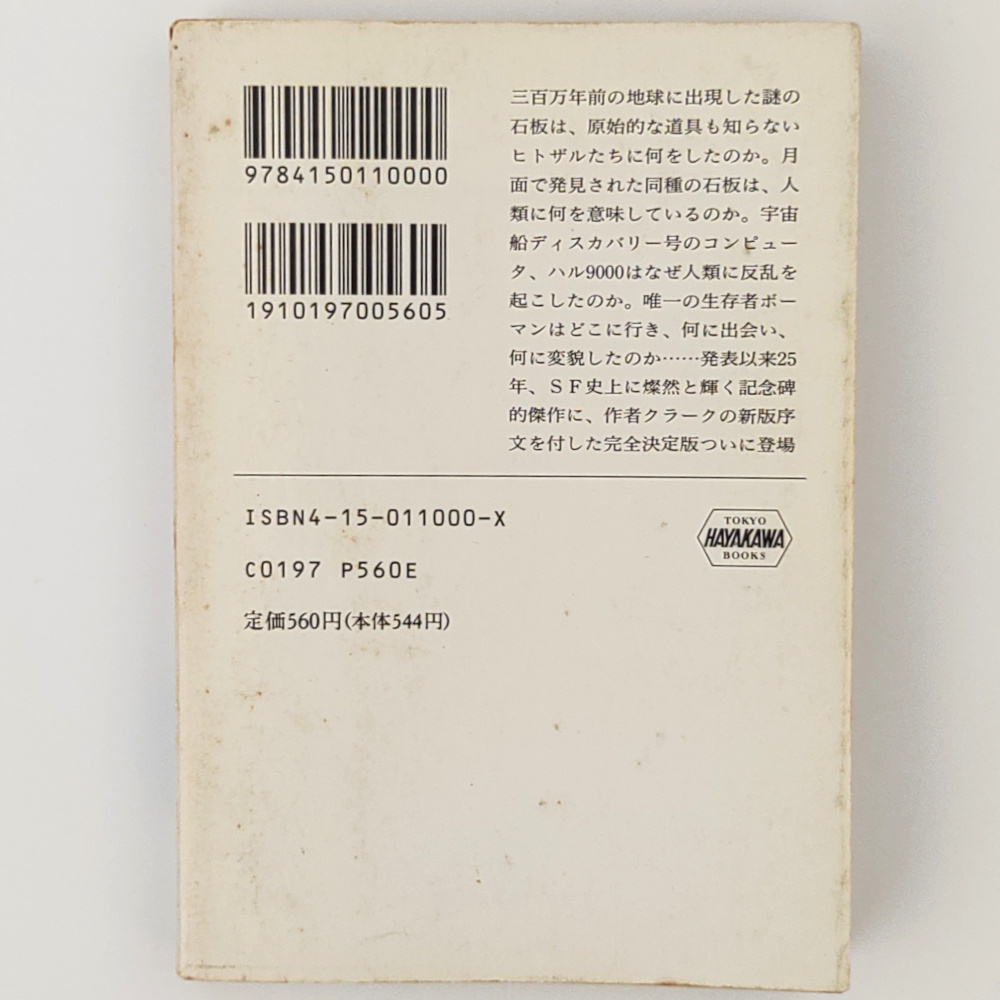 9784150110000
1910197005605
三百万年前の地球に出現した謎の
石板は、原始的な道具も知らない
ヒトザルたちに何をしたのか。月
面で発見された同種の石板は、人
類に何を意味しているのか。宇宙
船ディスカバリー号のコンピュー
タ、ハル9000はなぜ人類に反乱を
起こしたのか。唯一の生存者ボー
マンはどこに行き、何に出会い、
何に変貌したのか……発表以来25
年、ＳＦ史上に燦然と輝く記念碑
的傑作に、作者クラークの新版序
文を付した完全決定版ついに登場
ISBN4-15-011000-X
C0197 P560E
定価560円(本体544円)
TOKYO
HAYAKAWA
BOOKS